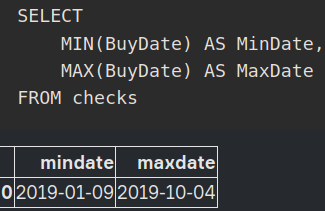 SELECT
MIN(BuyDate) AS MinDate,
MAX(BuyDate) AS MaxDate
FROM checks
mindate maxdate
0 2019-01-09 2019-10-04